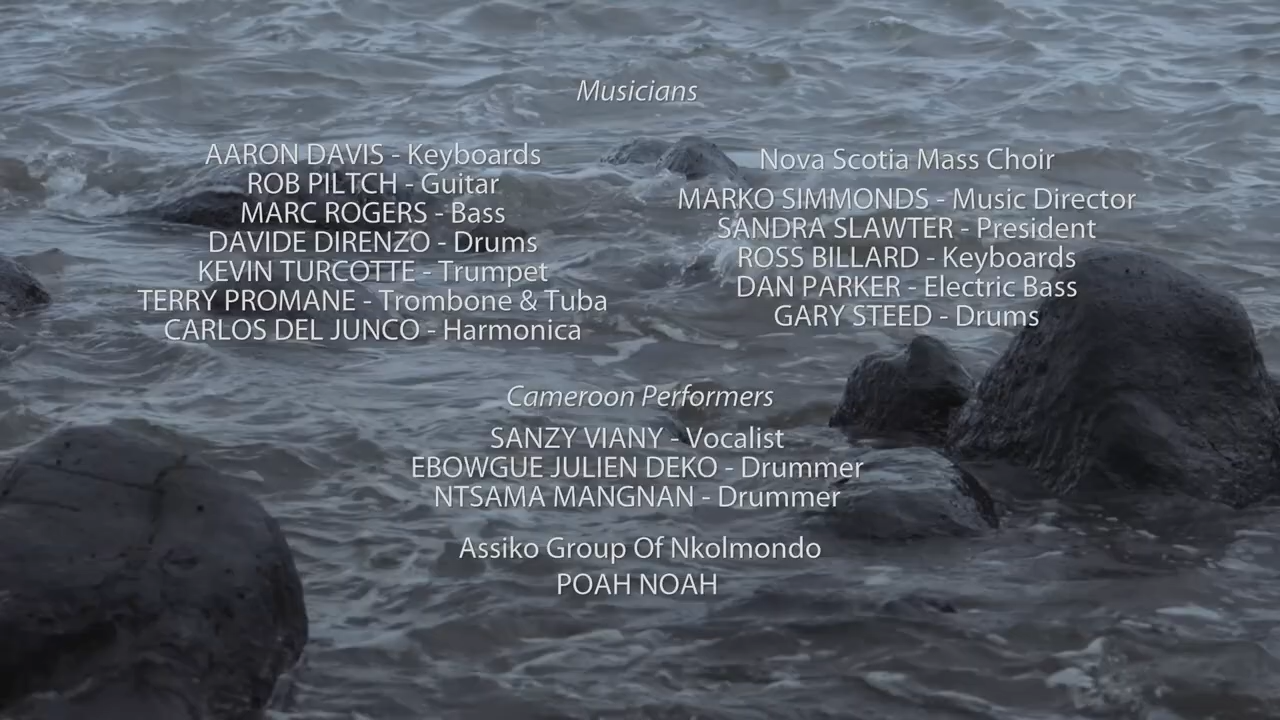 Musicians
AARON DAVIS - Keyboards
ROB PILTCH - Guitar
MARC ROGERS - Bass
DAVIDE DIRENZO - Drums
KEVIN TURCOTTE - Trumpet
TERRY PROMANE - Trombone & Tuba
CARLOS DEL JUNCO - Harmonica
Nova Scotia Mass Choir
MARKO SIMMONDS - Music Director
SANDRA SLAWTER - President
ROSS BILLARD - Keyboards
DAN PARKER - Electric Bass
GARY STEED - Drums
Cameroon Performers
SANZY VIANY - Vocalist
EBOWGUE JULIEN DEKO - Drummer
NTSAMA MANGNAN - Drummer
Assiko Group Of Nkolmondo
POAH NOAH